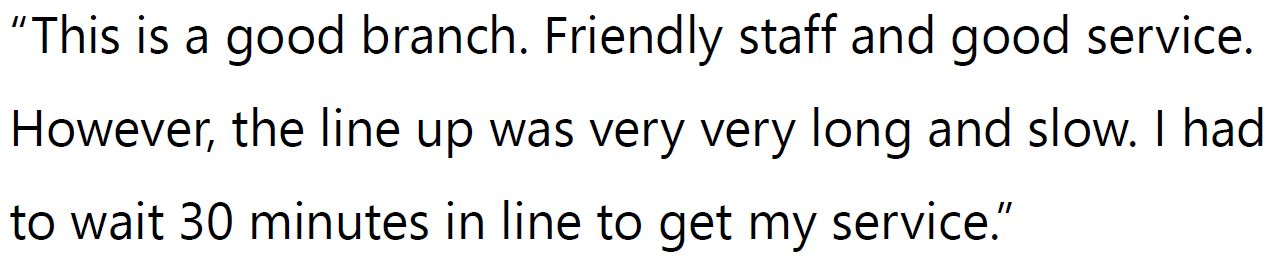 “This is a good branch. Friendly staff and good service.
However, the line up was very very long and slow. I had
to wait 30 minutes in line to get my service.”